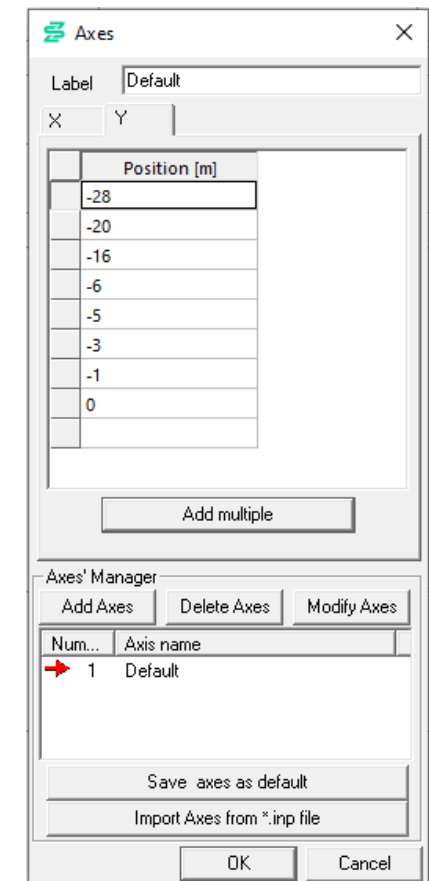 Axes
Label Default
X Y
Position [m]
-28
-20
-16
-6
-5
-3
-1
0
Add multiple
Axes' Manager
Add Axes Delete Axes Modify Axes
Num... Axis name
1 Default
Save axes as default
Import Axes from *.inp file
OK Cancel